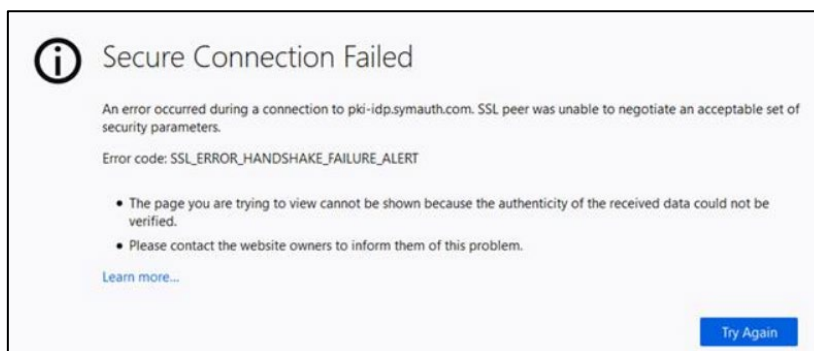 Secure Connection Failed
An error occurred during a connection to pki-idp.symauth.com. SSL peer was unable to negotiate an acceptable set of
security parameters.
Error code: SSL_ERROR_HANDSHAKE_FAILURE_ALERT
• The page you are trying to view cannot be shown because the authenticity of the received data could not be
verified.
• Please contact the website owners to inform them of this problem.
Learn more...
Try Again